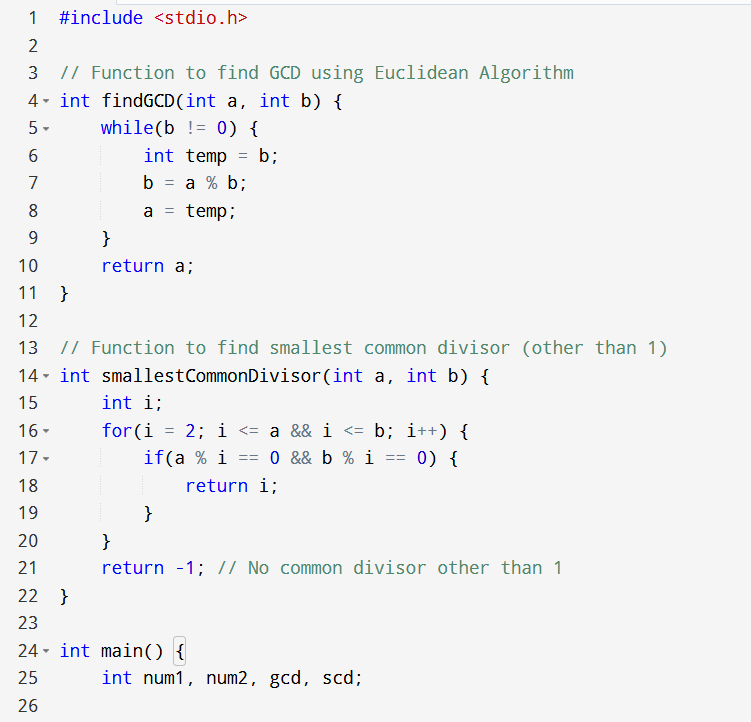 1 #include <stdio.h>
2
3 // Function to find GCD using Euclidean Algorithm
4 int findGCD(int a, int b) {
5     while(b != 0) {
6         int temp = b;
7         b = a % b;
8         a = temp;
9     }
10     return a;
11 }
12
13 // Function to find smallest common divisor (other than 1)
14 int smallestCommonDivisor(int a, int b) {
15     int i;
16     for(i = 2; i <= a && i <= b; i++) {
17         if(a % i == 0 && b % i == 0) {
18             return i;
19         }
20     }
21     return -1; // No common divisor other than 1
22 }
23
24 int main() {
25     int num1, num2, gcd, scd;
26